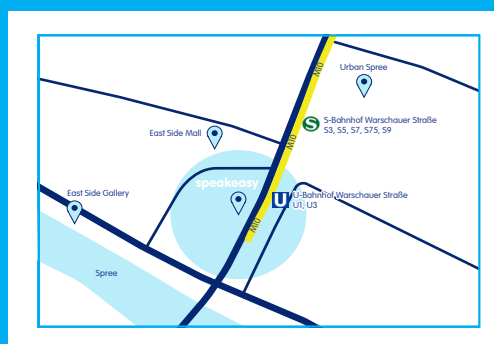 M10
Urban Spree
S
S-Bahnhof Warschauer Straße
S3, S5, S7, S75, S9
East Side Mall
M10
speakeasy
East Side Gallery
U
U-Bahnhof Warschauer Straße
U1, U3
M10
Spree